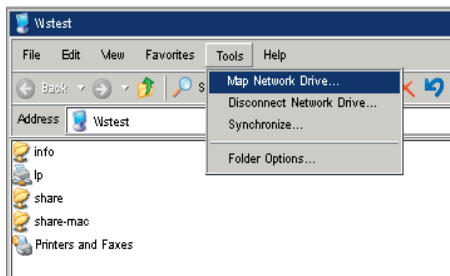 Wstest
File Edit View Favorites Tools Help
Back S
Map Network Drive...
Disconnect Network Drive...
Synchronize...
Folder Options...
Address Wstest
info
lp
share
share-mac
Printers and Faxes